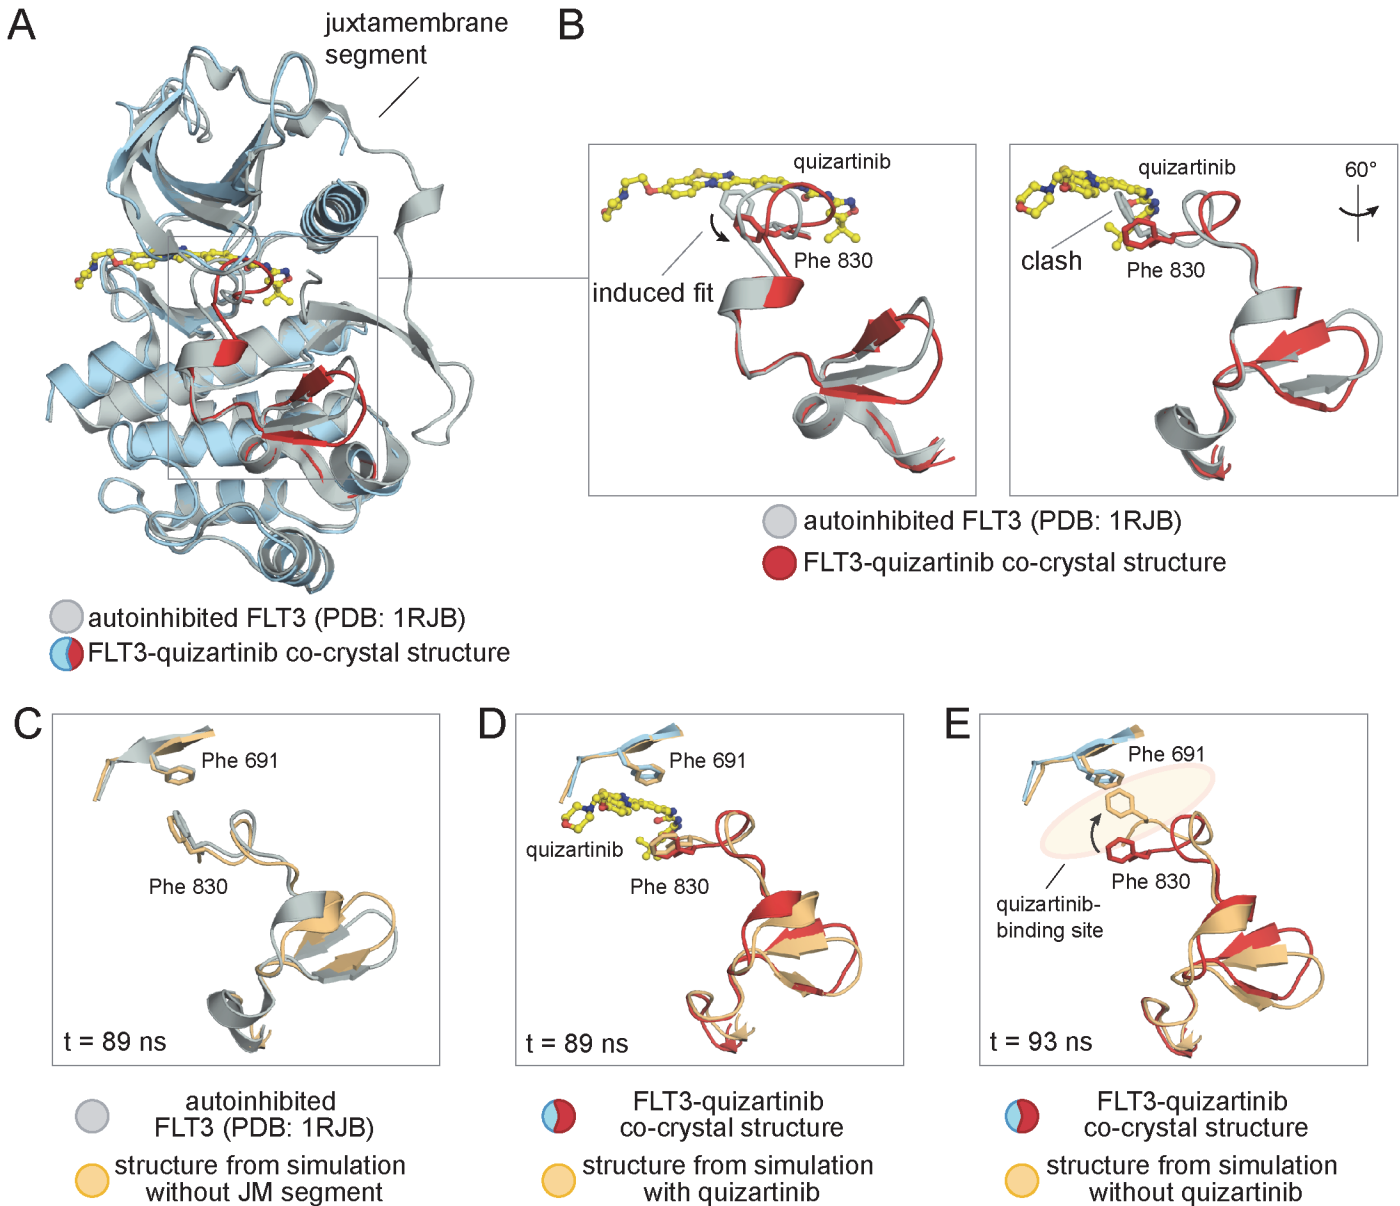 A
juxtamembrane
segment
autoinhibited FLT3 (PDB: 1RJB)
FLT3-quizartinib co-crystal structure
B
quizartinib
induced fit
Phe 830
quizartinib
60°
clash
Phe 830
autoinhibited FLT3 (PDB: 1RJB)
FLT3-quizartinib co-crystal structure
C
Phe 691
Phe 830
t = 89 ns
autoinhibited
FLT3 (PDB: 1RJB)
structure from simulation
without JM segment
D
Phe 691
quizartinib
Phe 830
t = 89 ns
FLT3-quizartinib
co-crystal structure
structure from simulation
with quizartinib
E
Phe 691
Phe 830
quizartinib-
binding site
t = 93 ns
FLT3-quizartinib
co-crystal structure
structure from simulation
without quizartinib